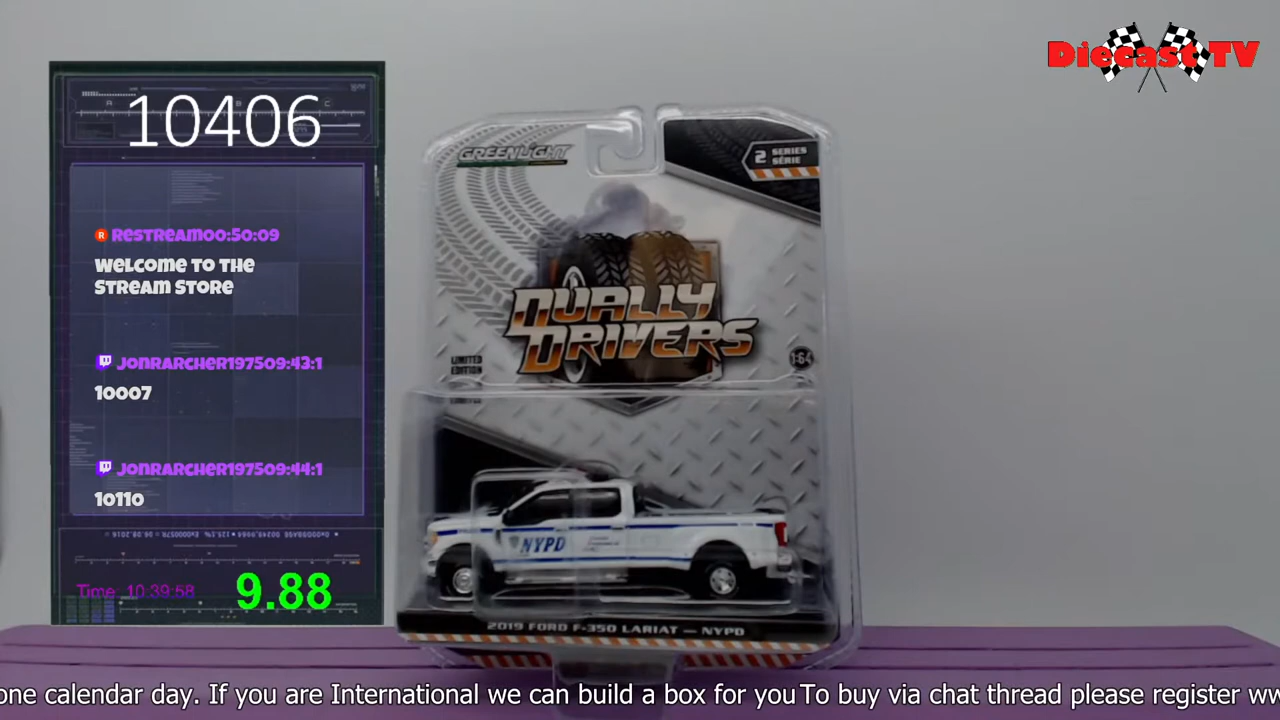 Diecast TV
10406
Restream00:50:09
Welcome to the
Stream Store
JonRArcher197509:43:1
10007
JonRArcher197509:44:1
10110
Time: 10:39:58
9.88
GREENLIGHT
2 SERIES
SÉRIE
DUALLY
DRIVERS
LIMITED
EDITION
1:64
NYPD
2019 FORD F-350 LARIAT — NYPD
one calendar day. If you are International we can build a box for you To buy via chat thread please register ww